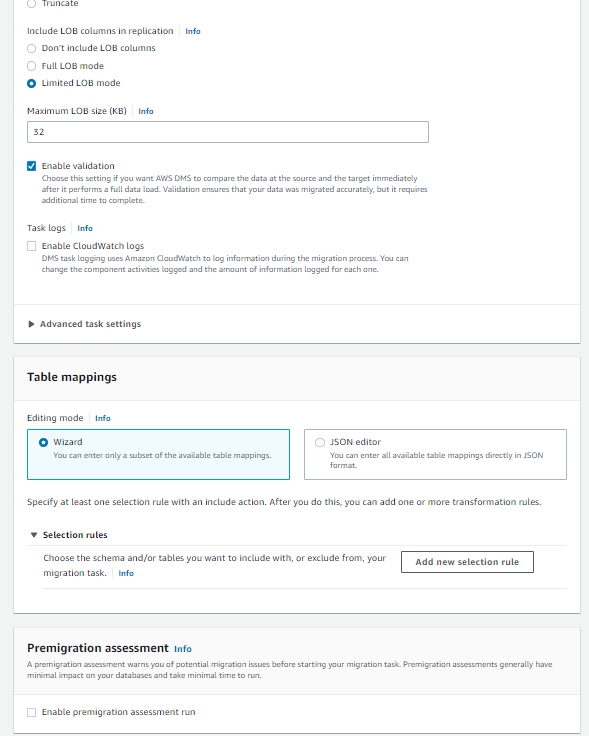 Truncate
Include LOB columns in replication Info
Don't include LOB columns
Full LOB mode
Limited LOB mode
Maximum LOB size (KB) Info
32
Enable validation
Choose this setting if you want AWS DMS to compare the data at the source and the target immediately
after it performs a full data load. Validation ensures that your data was migrated accurately, but it requires
additional time to complete.
Task logs Info
Enable CloudWatch logs
DMS task logging uses Amazon CloudWatch to log information during the migration process. You can
change the component activities logged and the amount of information logged for each one.
Advanced task settings
Table mappings
Editing mode Info
Wizard
You can enter only a subset of the available table mappings.
JSON editor
You can enter all available table mappings directly in JSON
format.
Specify at least one selection rule with an include action. After you do this, you can add one or more transformation rules.
Selection rules
Choose the schema and/or tables you want to include with, or exclude from, your
migration task. Info
Add new selection rule
Premigration assessment Info
A premigration assessment warns you of potential migration issues before starting your migration task. Premigration assessments generally have
minimal impact on your databases and take minimal time to run.
Enable premigration assessment run